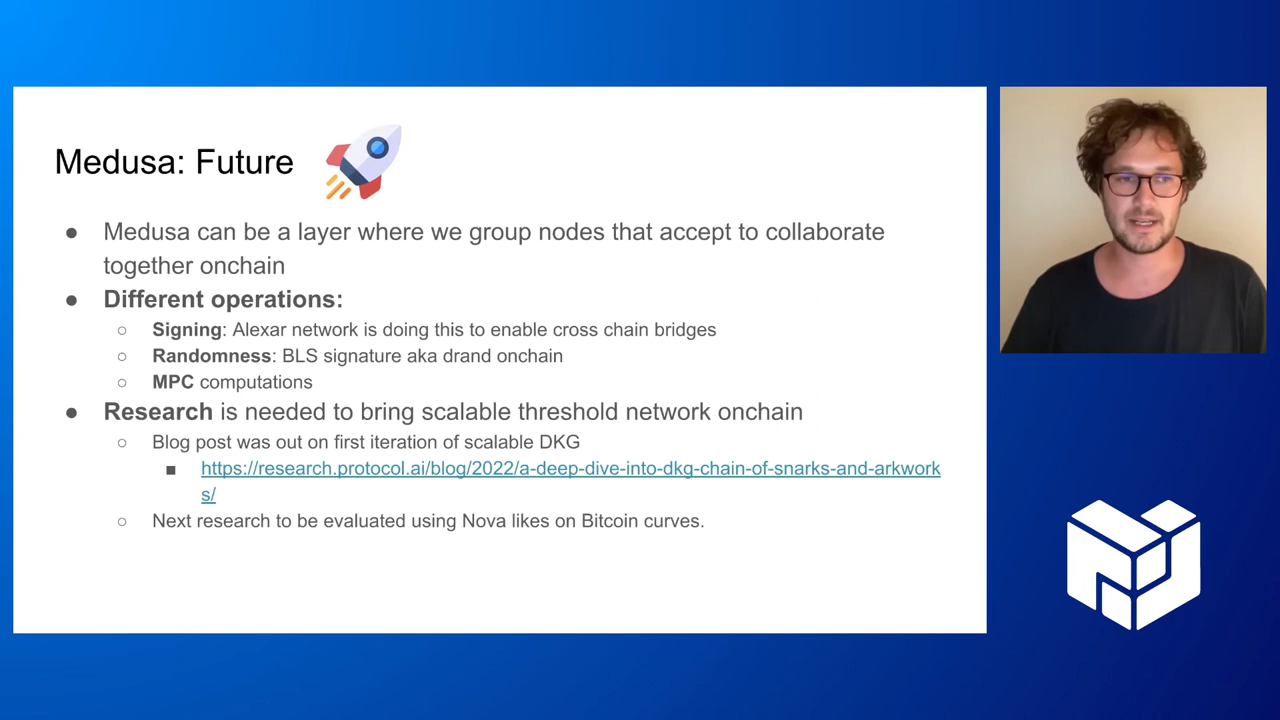 Medusa: Future
● Medusa can be a layer where we group nodes that accept to collaborate
together onchain
● Different operations:
○ Signing: Alexar network is doing this to enable cross chain bridges
○ Randomness: BLS signature aka drand onchain
○ MPC computations
● Research is needed to bring scalable threshold network onchain
○ Blog post was out on first iteration of scalable DKG
■ https://research.protocol.ai/blog/2022/a-deep-dive-into-dkg-chain-of-snarks-and-arkwork
s/
○ Next research to be evaluated using Nova likes on Bitcoin curves.